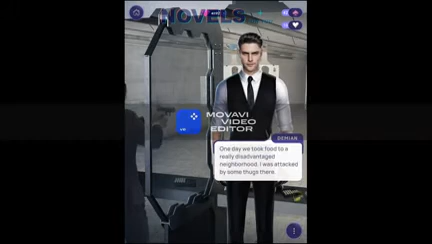 NOVELS
MOVAVI
VIDEO
EDITOR
DEMIAN
One day we took food to a
really disadvantaged
neighborhood. I was attacked
by some thugs there.